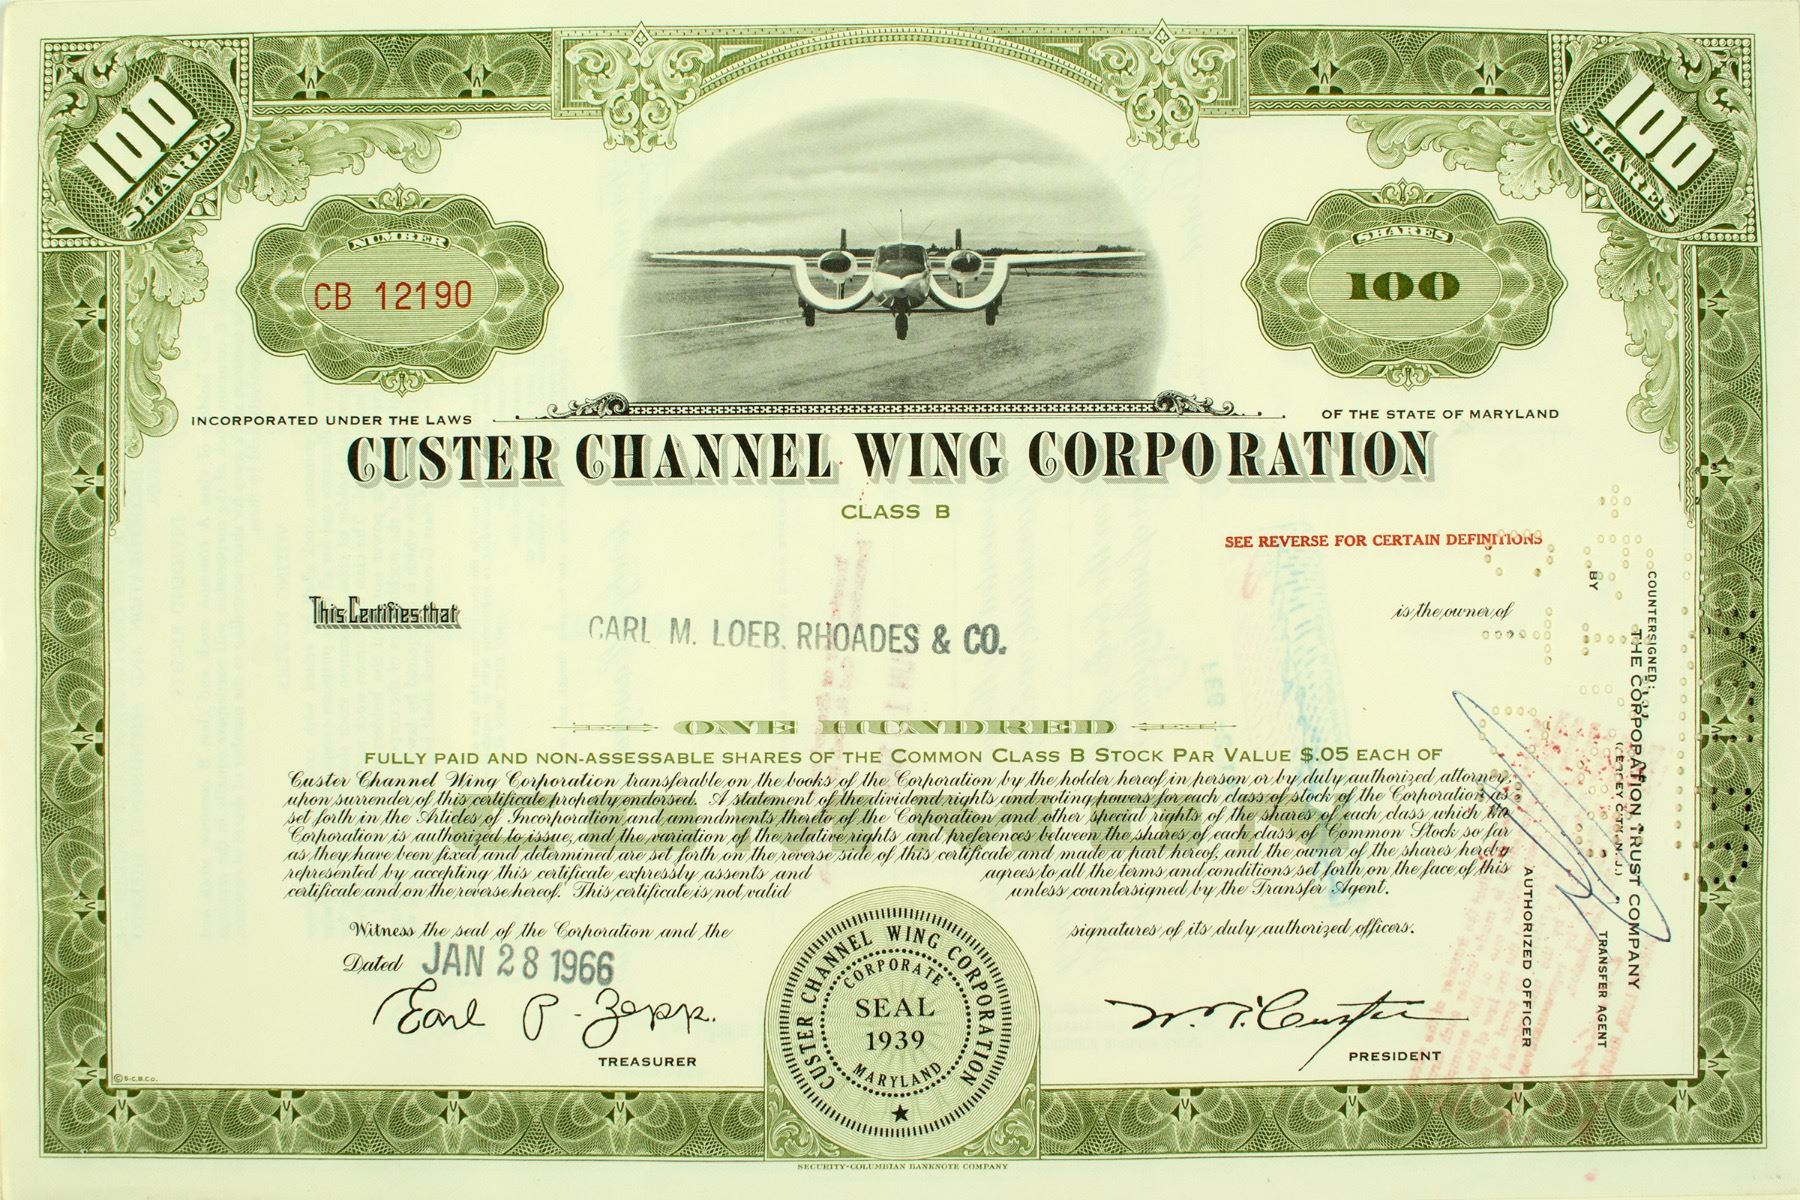 100 SHARES
100 SHARES
NUMBER
CB 12190
SHARES
100
INCORPORATED UNDER THE LAWS
OF THE STATE OF MARYLAND
CUSTER CHANNEL WING CORPORATION
CLASS B
SEE REVERSE FOR CERTAIN DEFINITIONS
This Certifies that
CARL M. LOEB, RHOADES & CO.
is the owner of
ONE HUNDRED
FULLY PAID AND NON-ASSESSABLE SHARES OF THE COMMON CLASS B STOCK PAR VALUE $.05 EACH OF
Custer Channel Wing Corporation transferable on the books of the Corporation by the holder hereof in person or by duly authorized attorney,
upon surrender of this certificate properly endorsed. A statement of the dividend rights and voting powers for each class of stock of the Corporation as
set forth in the Articles of Incorporation and amendments thereto of the Corporation and other special rights of the shares of each class which the
Corporation is authorized to issue, and the variation of the relative rights and preferences between the shares of each class of Common Stock so far
as they have been fixed and determined are set forth on the reverse side of this certificate and made a part hereof, and the owner of the shares hereby
represented by accepting this certificate expressly assents and agrees to all the terms and conditions set forth on the face of this
certificate and on the reverse hereof. This certificate is not valid unless countersigned by the Transfer Agent.
COMMON
Witness the seal of the Corporation and the signatures of its duly authorized officers.
Dated JAN 28 1966
Earl P. Zepp.
TREASURER
CUSTER CHANNEL WING CORPORATION
CORPORATE
SEAL
1939
MARYLAND
W. R. Custer
PRESIDENT
COUNTERSIGNED:
THE CORPORATION TRUST COMPANY
(JERSEY CITY, N. J.)
TRANSFER AGENT
BY
AUTHORIZED OFFICER
© S-C.B.CO.
SECURITY-COLUMBIAN BANKNOTE COMPANY